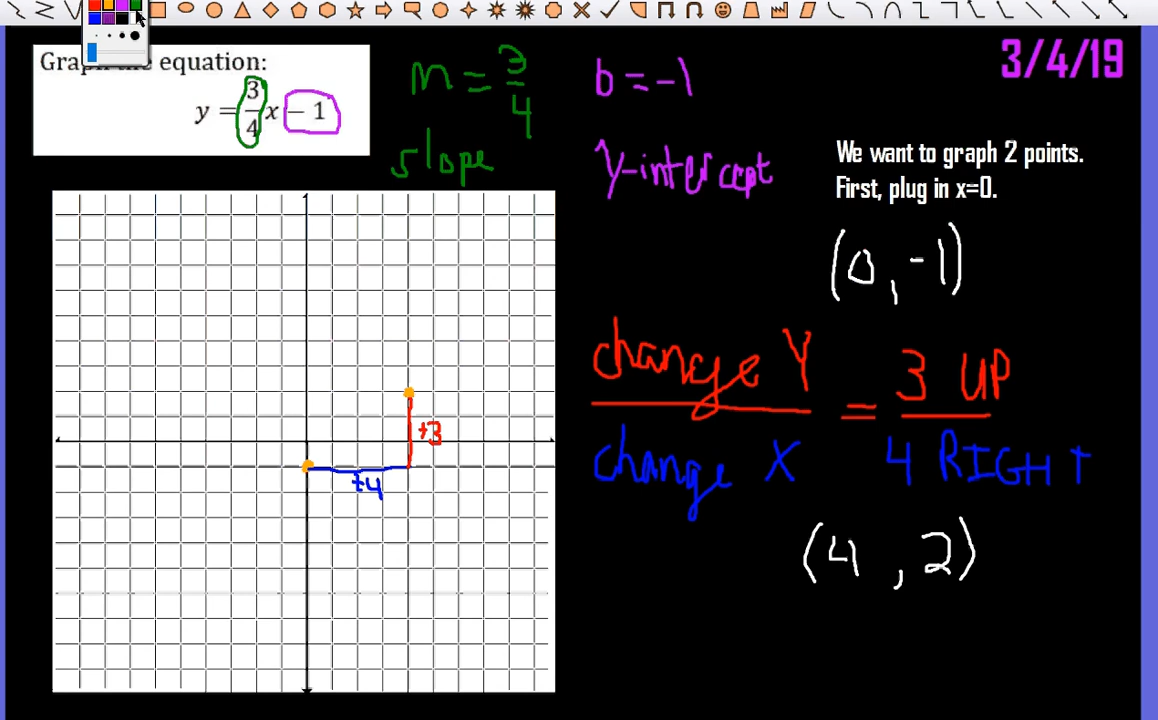 3/4/19
Graph the equation:
y = 3/4 x − 1
m = 3/4
slope
b = -1
Y-intercept
We want to graph 2 points.
First, plug in x=0.
(0, -1)
change Y = 3 UP
change X 4 RIGHT
(4, 2)
+3
+4